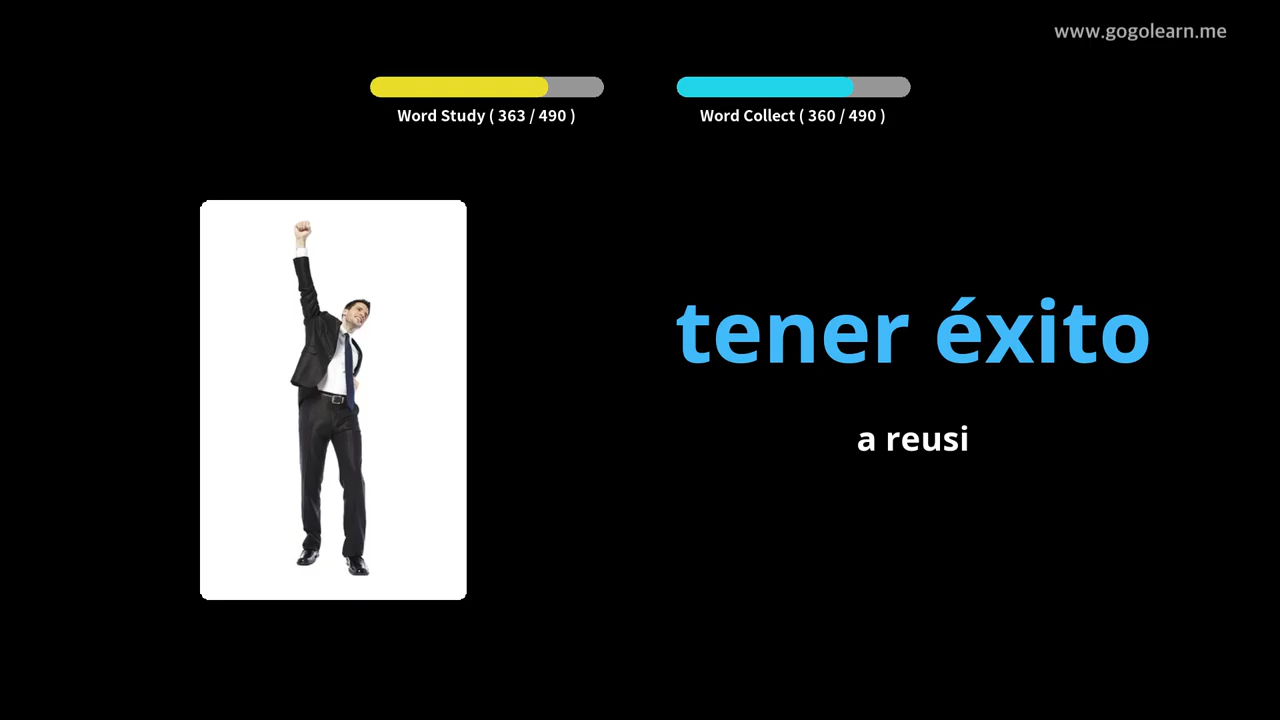 www.gogolearn.me
Word Study ( 363 / 490 )
Word Collect ( 360 / 490 )
tener éxito
a reusi